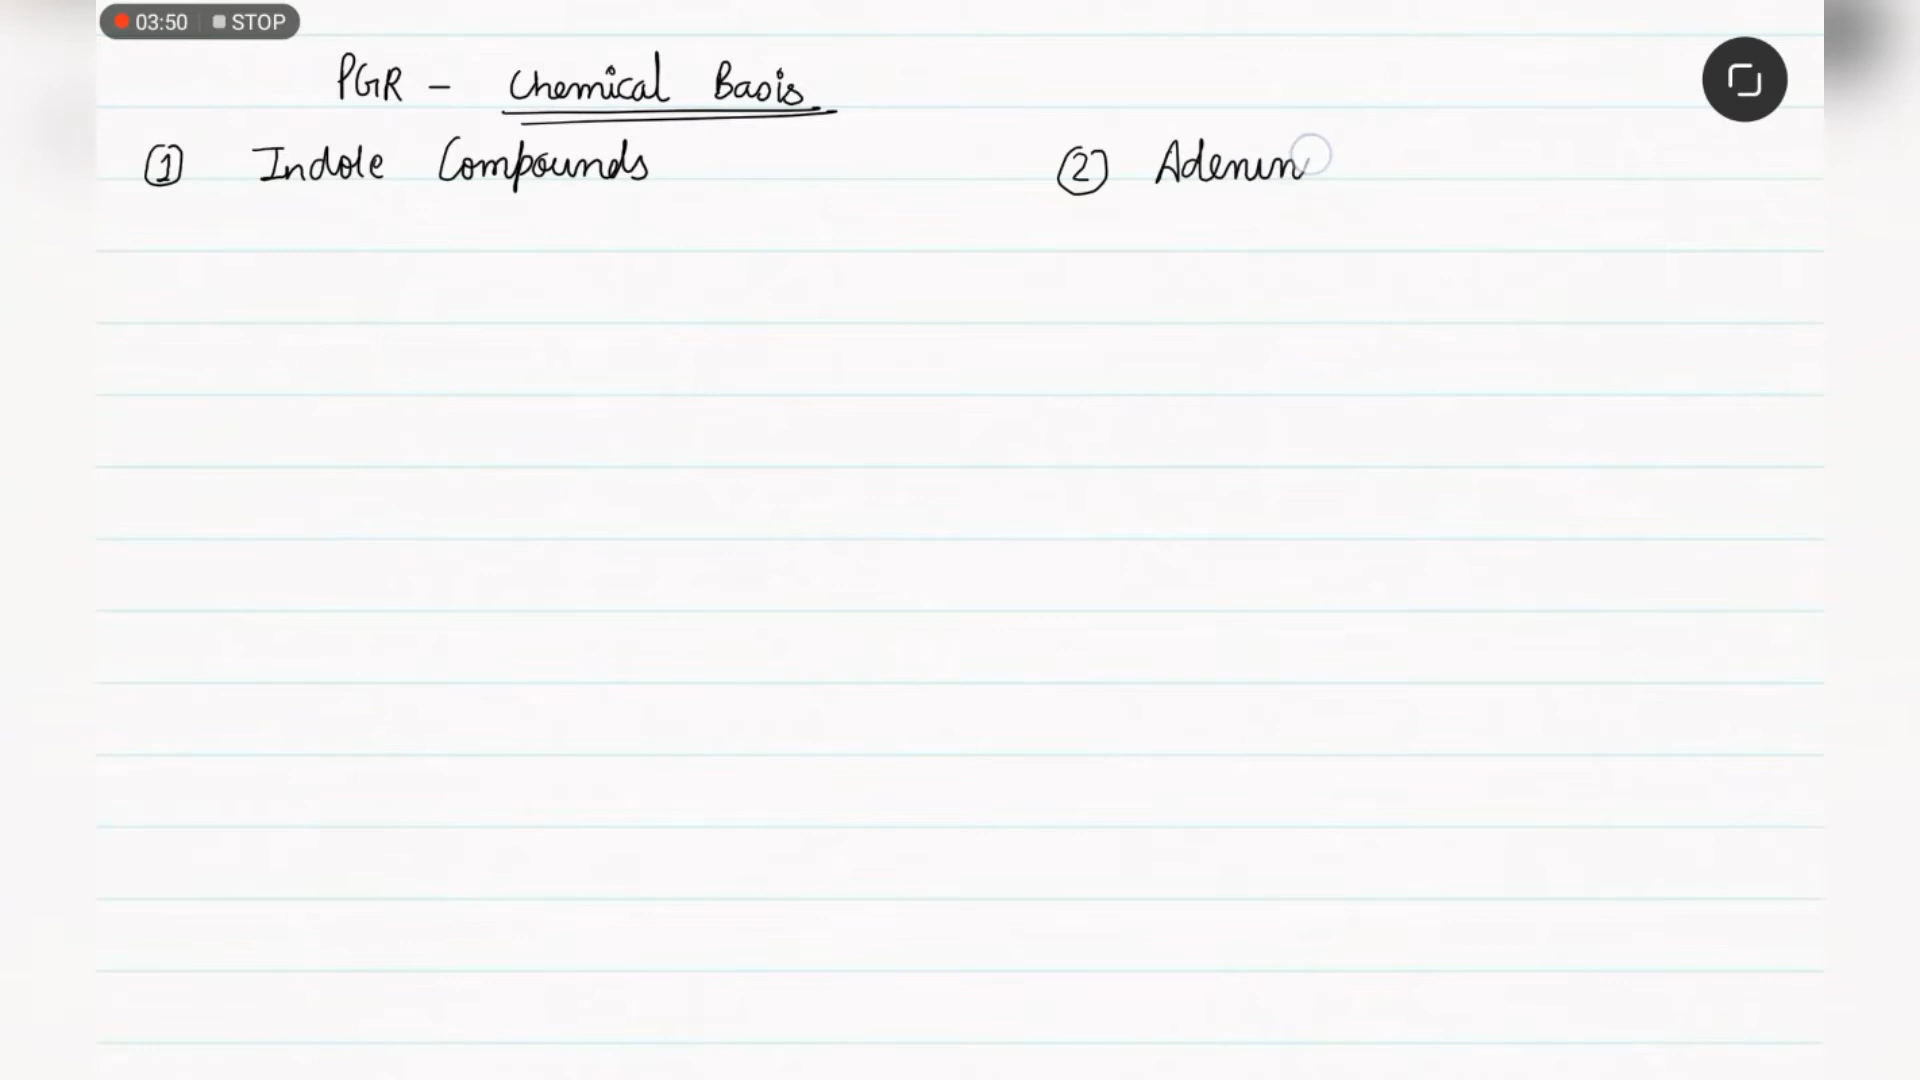 03:50 STOP
PGR - Chemical Basis
① Indole Compounds
② Adenin